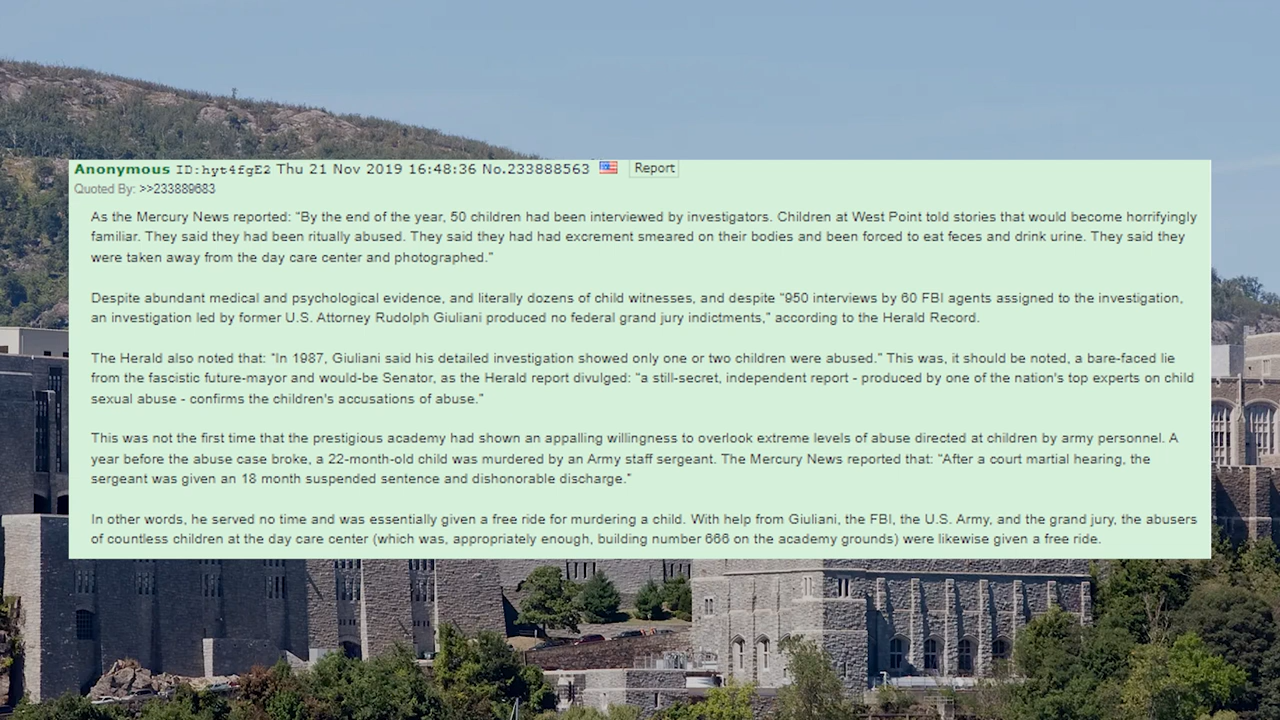 Anonymous ID:hyt4fgE2 Thu 21 Nov 2019 16:48:36 No.233888563 Report
Quoted By: >>233889683
As the Mercury News reported: "By the end of the year, 50 children had been interviewed by investigators. Children at West Point told stories that would become horrifyingly
familiar. They said they had been ritually abused. They said they had had excrement smeared on their bodies and been forced to eat feces and drink urine. They said they
were taken away from the day care center and photographed."
Despite abundant medical and psychological evidence, and literally dozens of child witnesses, and despite "950 interviews by 60 FBI agents assigned to the investigation,
an investigation led by former U.S. Attorney Rudolph Giuliani produced no federal grand jury indictments," according to the Herald Record.
The Herald also noted that: "In 1987, Giuliani said his detailed investigation showed only one or two children were abused." This was, it should be noted, a bare-faced lie
from the fascistic future-mayor and would-be Senator, as the Herald report divulged: "a still-secret, independent report - produced by one of the nation's top experts on child
sexual abuse - confirms the children's accusations of abuse."
This was not the first time that the prestigious academy had shown an appalling willingness to overlook extreme levels of abuse directed at children by army personnel. A
year before the abuse case broke, a 22-month-old child was murdered by an Army staff sergeant. The Mercury News reported that: "After a court martial hearing, the
sergeant was given an 18 month suspended sentence and dishonorable discharge."
In other words, he served no time and was essentially given a free ride for murdering a child. With help from Giuliani, the FBI, the U.S. Army, and the grand jury, the abusers
of countless children at the day care center (which was, appropriately enough, building number 666 on the academy grounds) were likewise given a free ride.